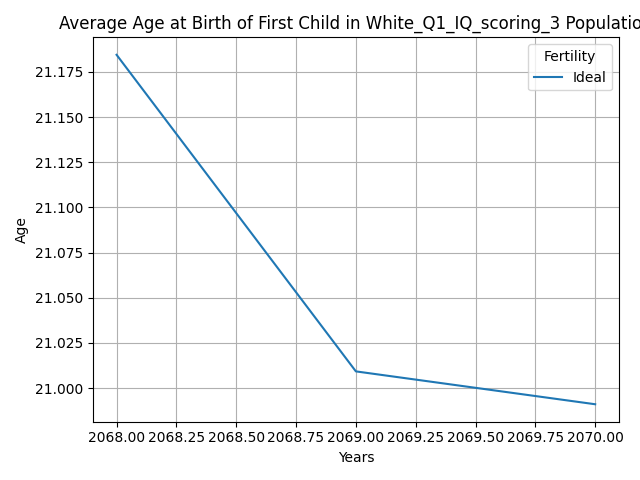 Average Age at Birth of First Child in White_Q1_IQ_scoring_3 Populatio
Fertility
Ideal
21.175
21.150
21.125
21.100
21.075
21.050
21.025
21.000
Age
2068.00 2068.25 2068.50 2068.75 2069.00 2069.25 2069.50 2069.75 2070.00
Years